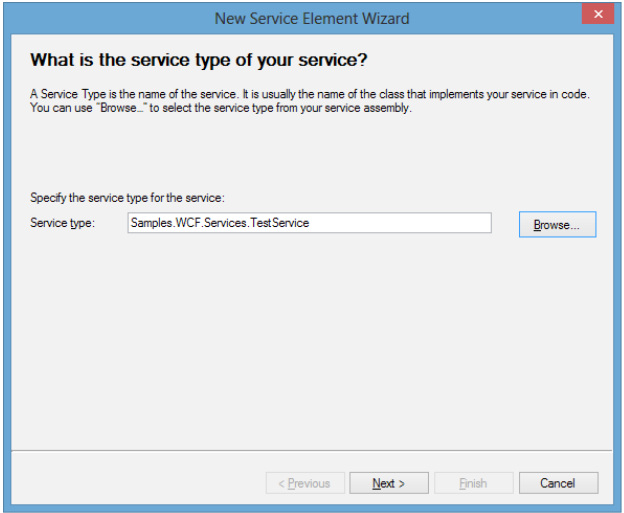 New Service Element Wizard
What is the service type of your service?
A Service Type is the name of the service. It is usually the name of the class that implements your service in code.
You can use "Browse..." to select the service type from your service assembly.
Specify the service type for the service:
Service type: Samples.WCF.Services.TestService Browse...
< Previous Next > Finish Cancel